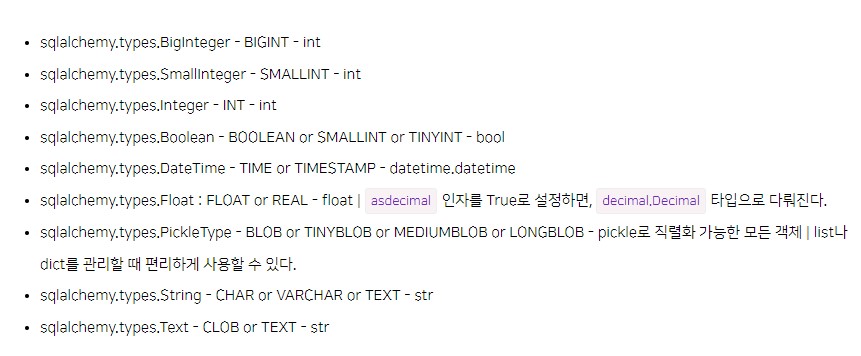 • sqlalchemy.types.BigInteger - BIGINT - int
• sqlalchemy.types.SmallInteger - SMALLINT - int
• sqlalchemy.types.Integer - INT - int
• sqlalchemy.types.Boolean - BOOLEAN or SMALLINT or TINYINT - bool
• sqlalchemy.types.DateTime - TIME or TIMESTAMP - datetime.datetime
• sqlalchemy.types.Float : FLOAT or REAL - float | asdecimal 인자를 True로 설정하면, decimal.Decimal 타입으로 다뤄진다.
• sqlalchemy.types.PickleType - BLOB or TINYBLOB or MEDIUMBLOB or LONGBLOB - pickle로 직렬화 가능한 모든 객체 | list나
dict를 관리할 때 편리하게 사용할 수 있다.
• sqlalchemy.types.String - CHAR or VARCHAR or TEXT - str
• sqlalchemy.types.Text - CLOB or TEXT - str